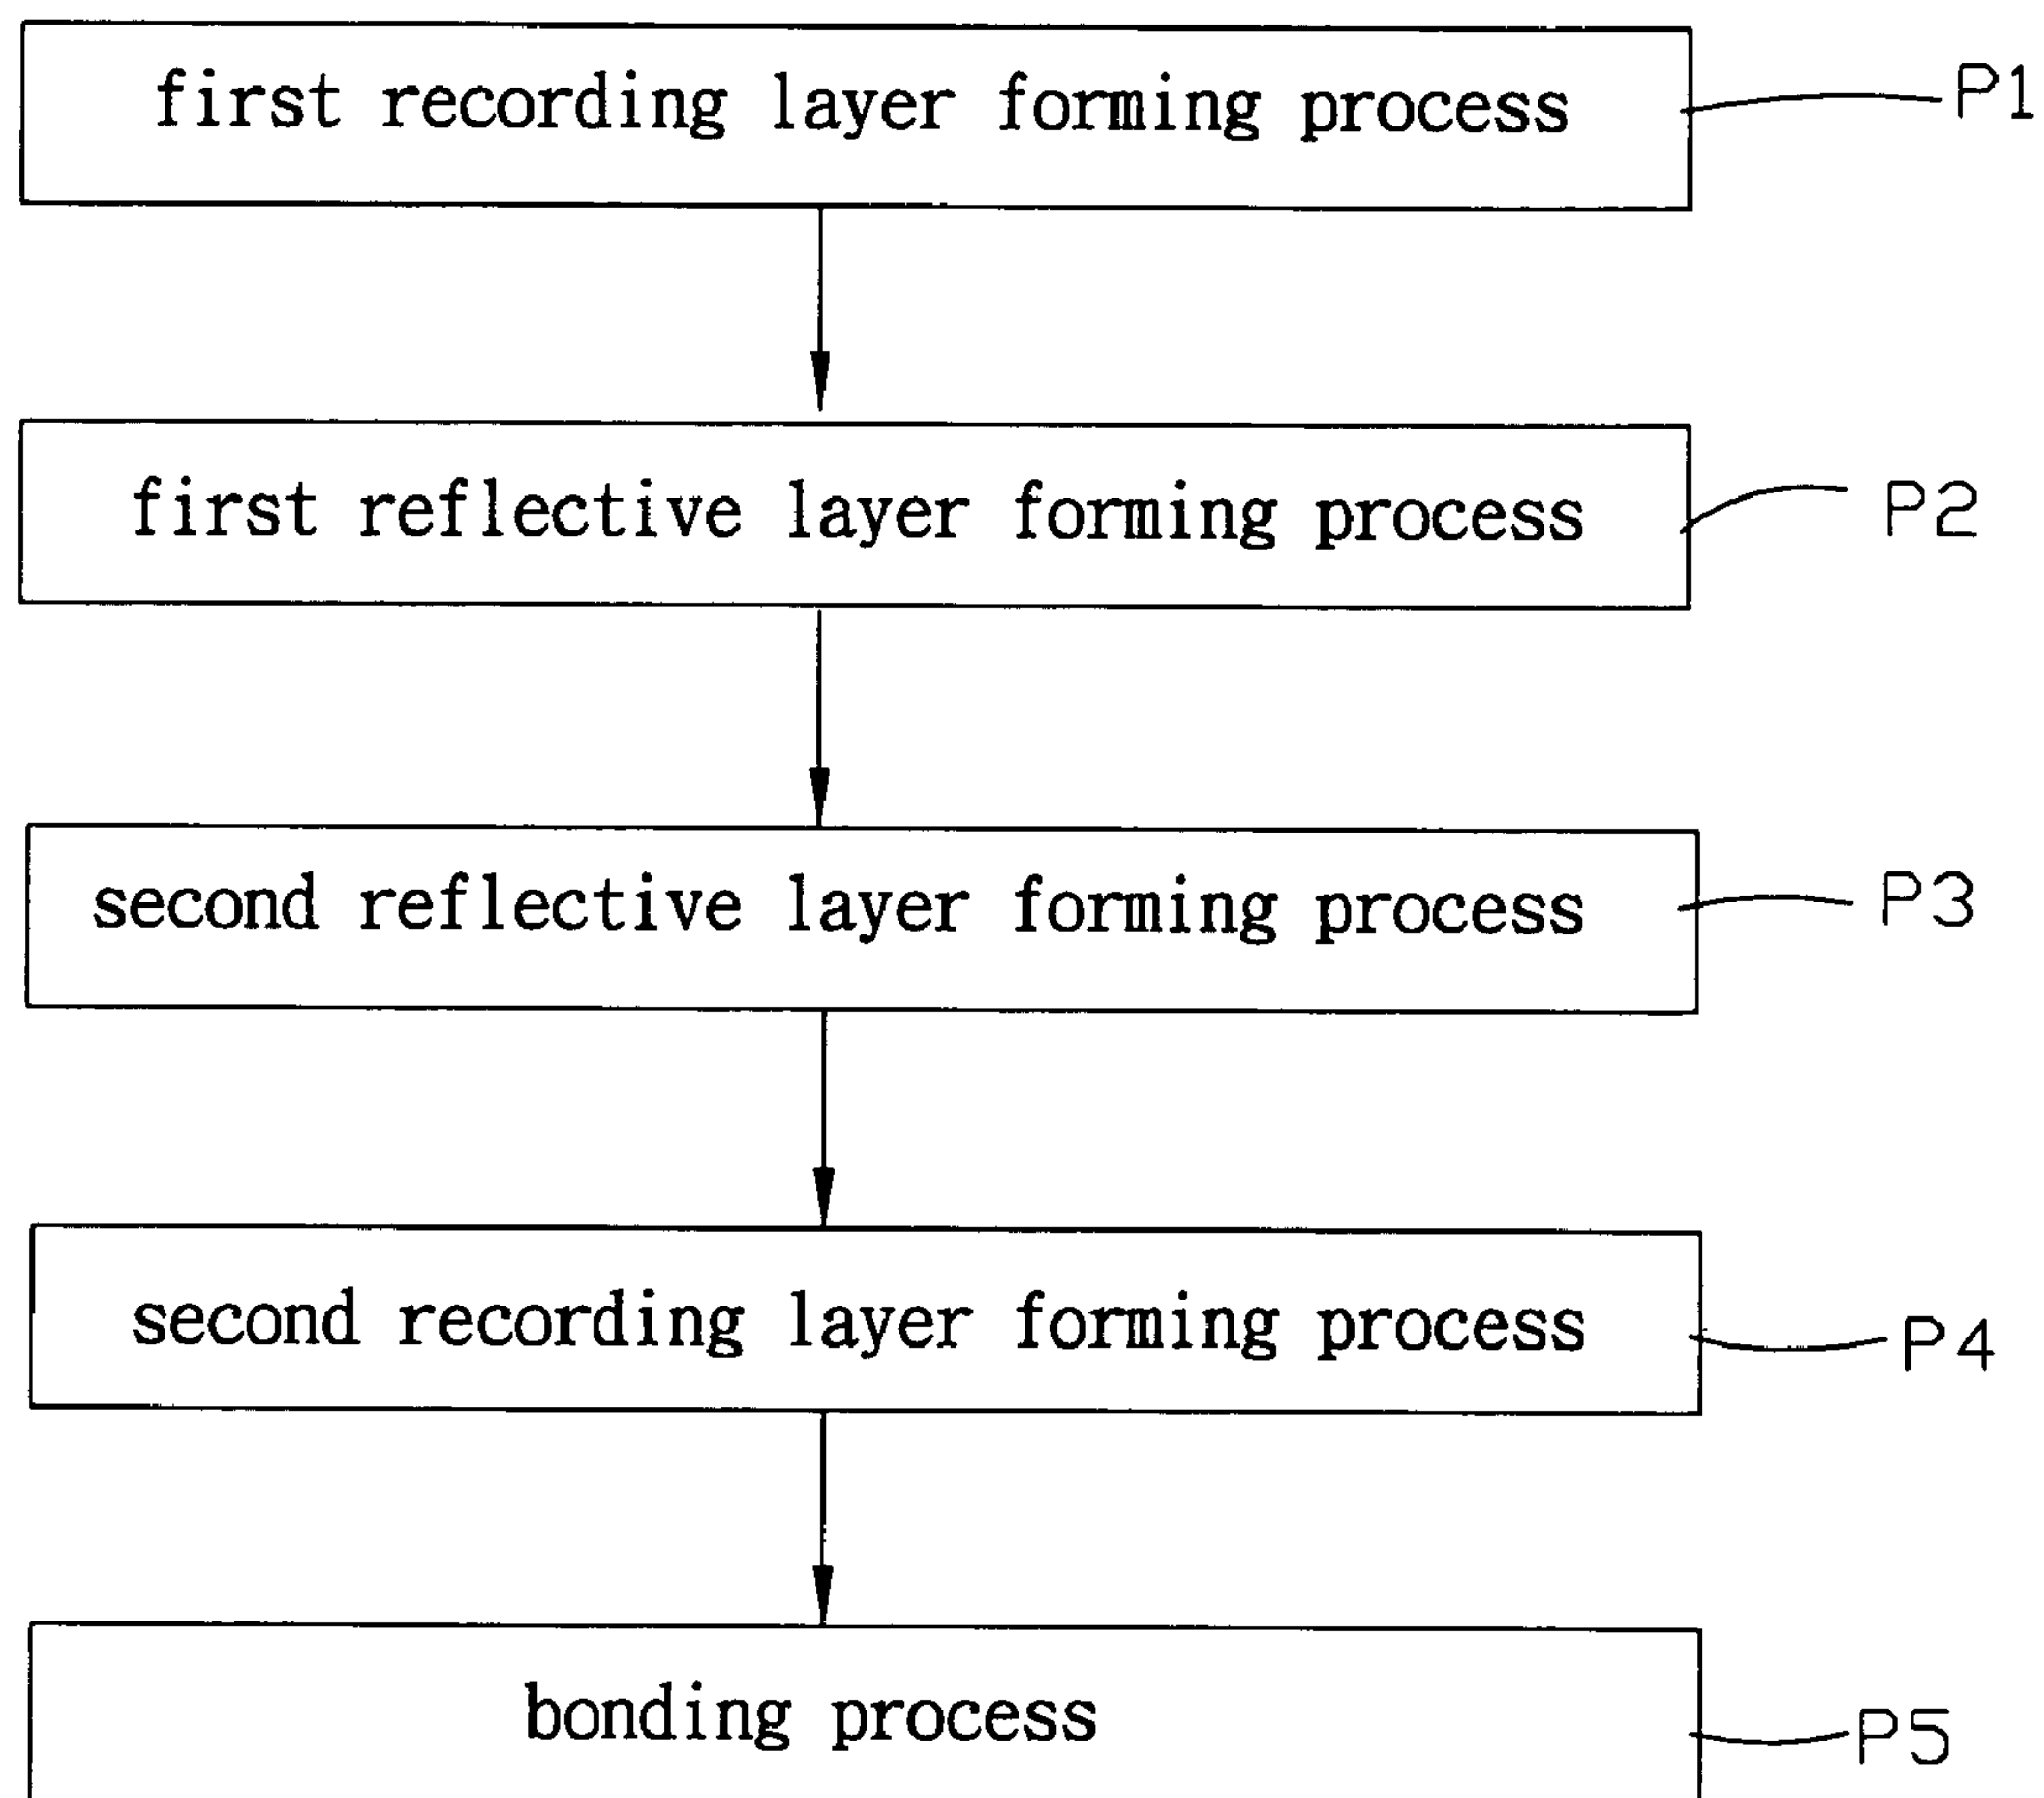 first recording layer forming process P1
first reflective layer forming process P2
second reflective layer forming process P3
second recording layer forming process P4
bonding process P5